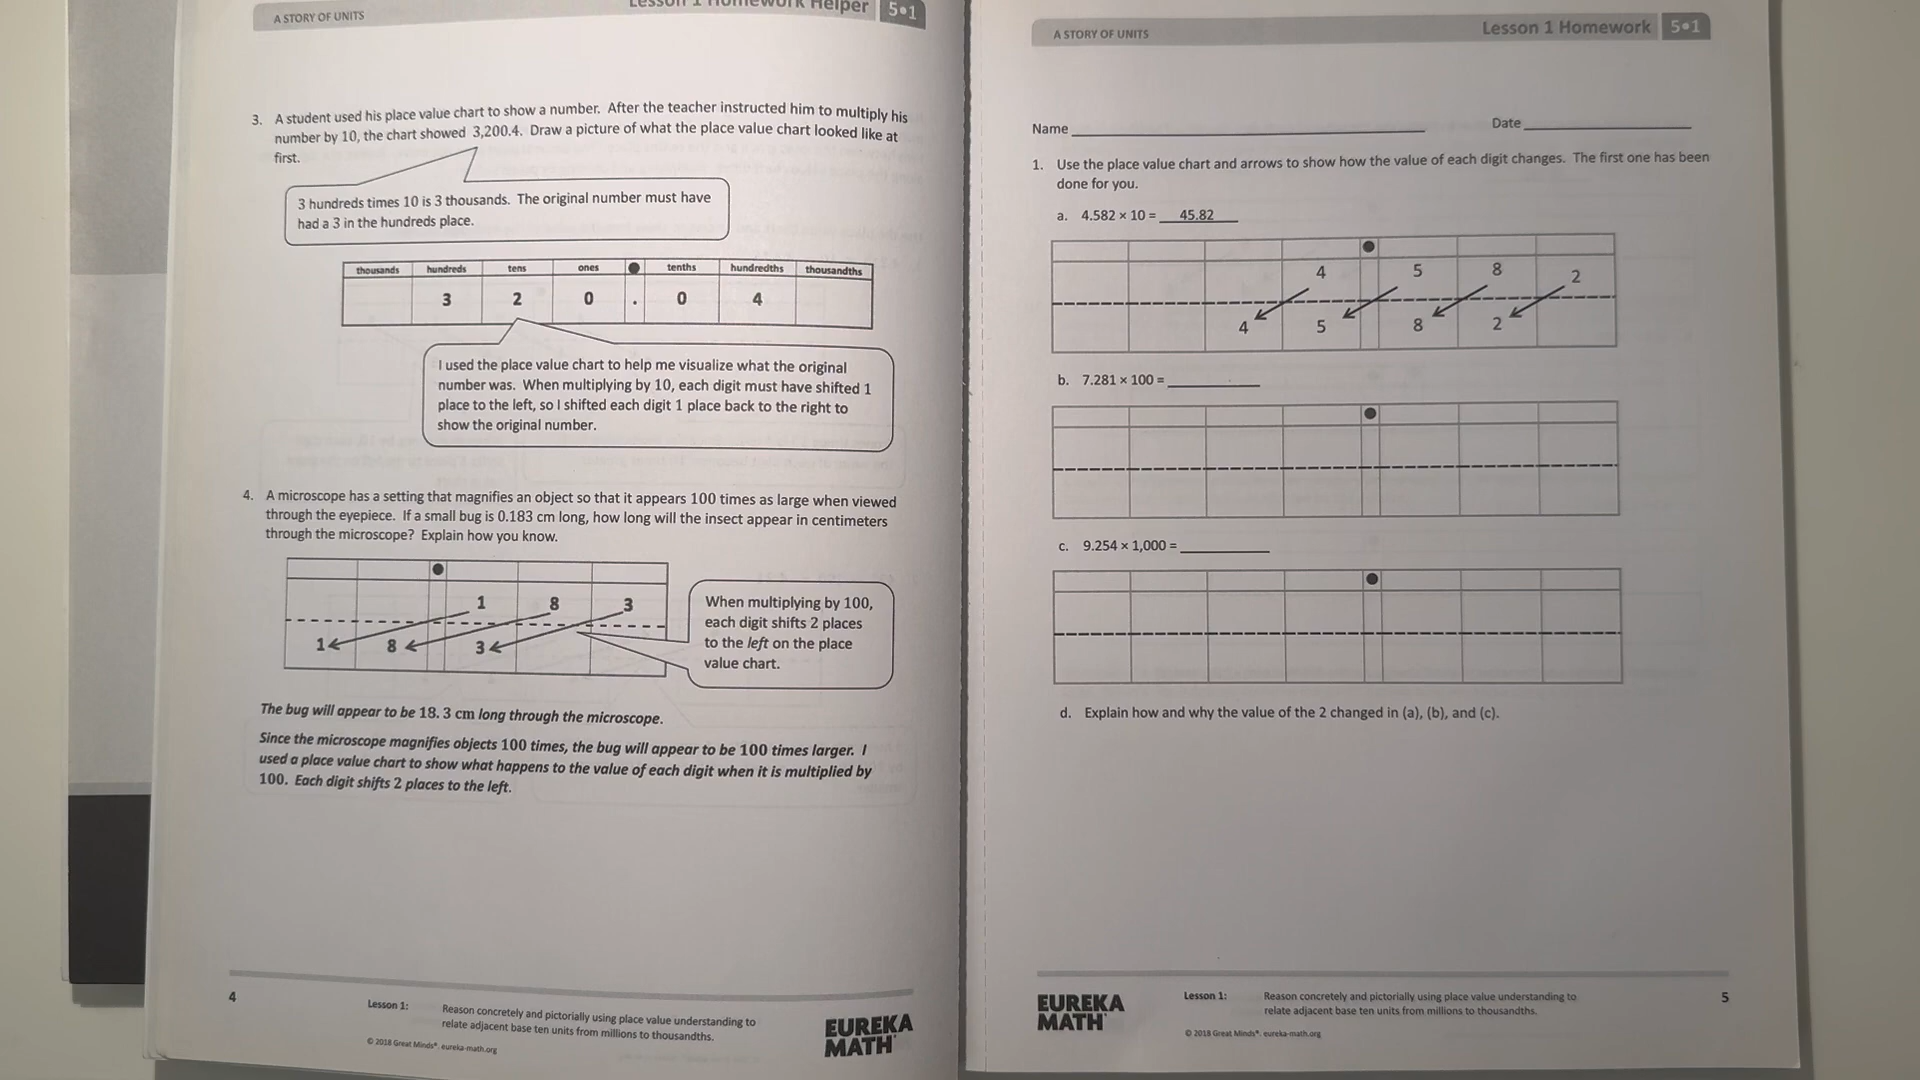 A STORY OF UNITS
Lesson 1 Homework Helper 5•1
3. A student used his place value chart to show a number. After the teacher instructed him to multiply his
number by 10, the chart showed 3,200.4. Draw a picture of what the place value chart looked like at
first.
3 hundreds times 10 is 3 thousands. The original number must have
had a 3 in the hundreds place.
thousands hundreds tens ones • tenths hundredths thousandths
3 2 0 . 0 4
I used the place value chart to help me visualize what the original
number was. When multiplying by 10, each digit must have shifted 1
place to the left, so I shifted each digit 1 place back to the right to
show the original number.
4. A microscope has a setting that magnifies an object so that it appears 100 times as large when viewed
through the eyepiece. If a small bug is 0.183 cm long, how long will the insect appear in centimeters
through the microscope? Explain how you know.
1 8 3
1 8 3
When multiplying by 100,
each digit shifts 2 places
to the left on the place
value chart.
The bug will appear to be 18.3 cm long through the microscope.
Since the microscope magnifies objects 100 times, the bug will appear to be 100 times larger. I
used a place value chart to show what happens to the value of each digit when it is multiplied by
100. Each digit shifts 2 places to the left.
4
Lesson 1: Reason concretely and pictorially using place value understanding to
relate adjacent base ten units from millions to thousandths.
© 2018 Great Minds®. eureka-math.org
EUREKA
MATH
A STORY OF UNITS
Lesson 1 Homework 5•1
Name
Date
1. Use the place value chart and arrows to show how the value of each digit changes. The first one has been
done for you.
a. 4.582 × 10 = 45.82
4 5 8 2
4 5 8 2
b. 7.281 × 100 =
c. 9.254 × 1,000 =
d. Explain how and why the value of the 2 changed in (a), (b), and (c).
EUREKA
MATH
Lesson 1: Reason concretely and pictorially using place value understanding to
relate adjacent base ten units from millions to thousandths.
© 2018 Great Minds®. eureka-math.org
5